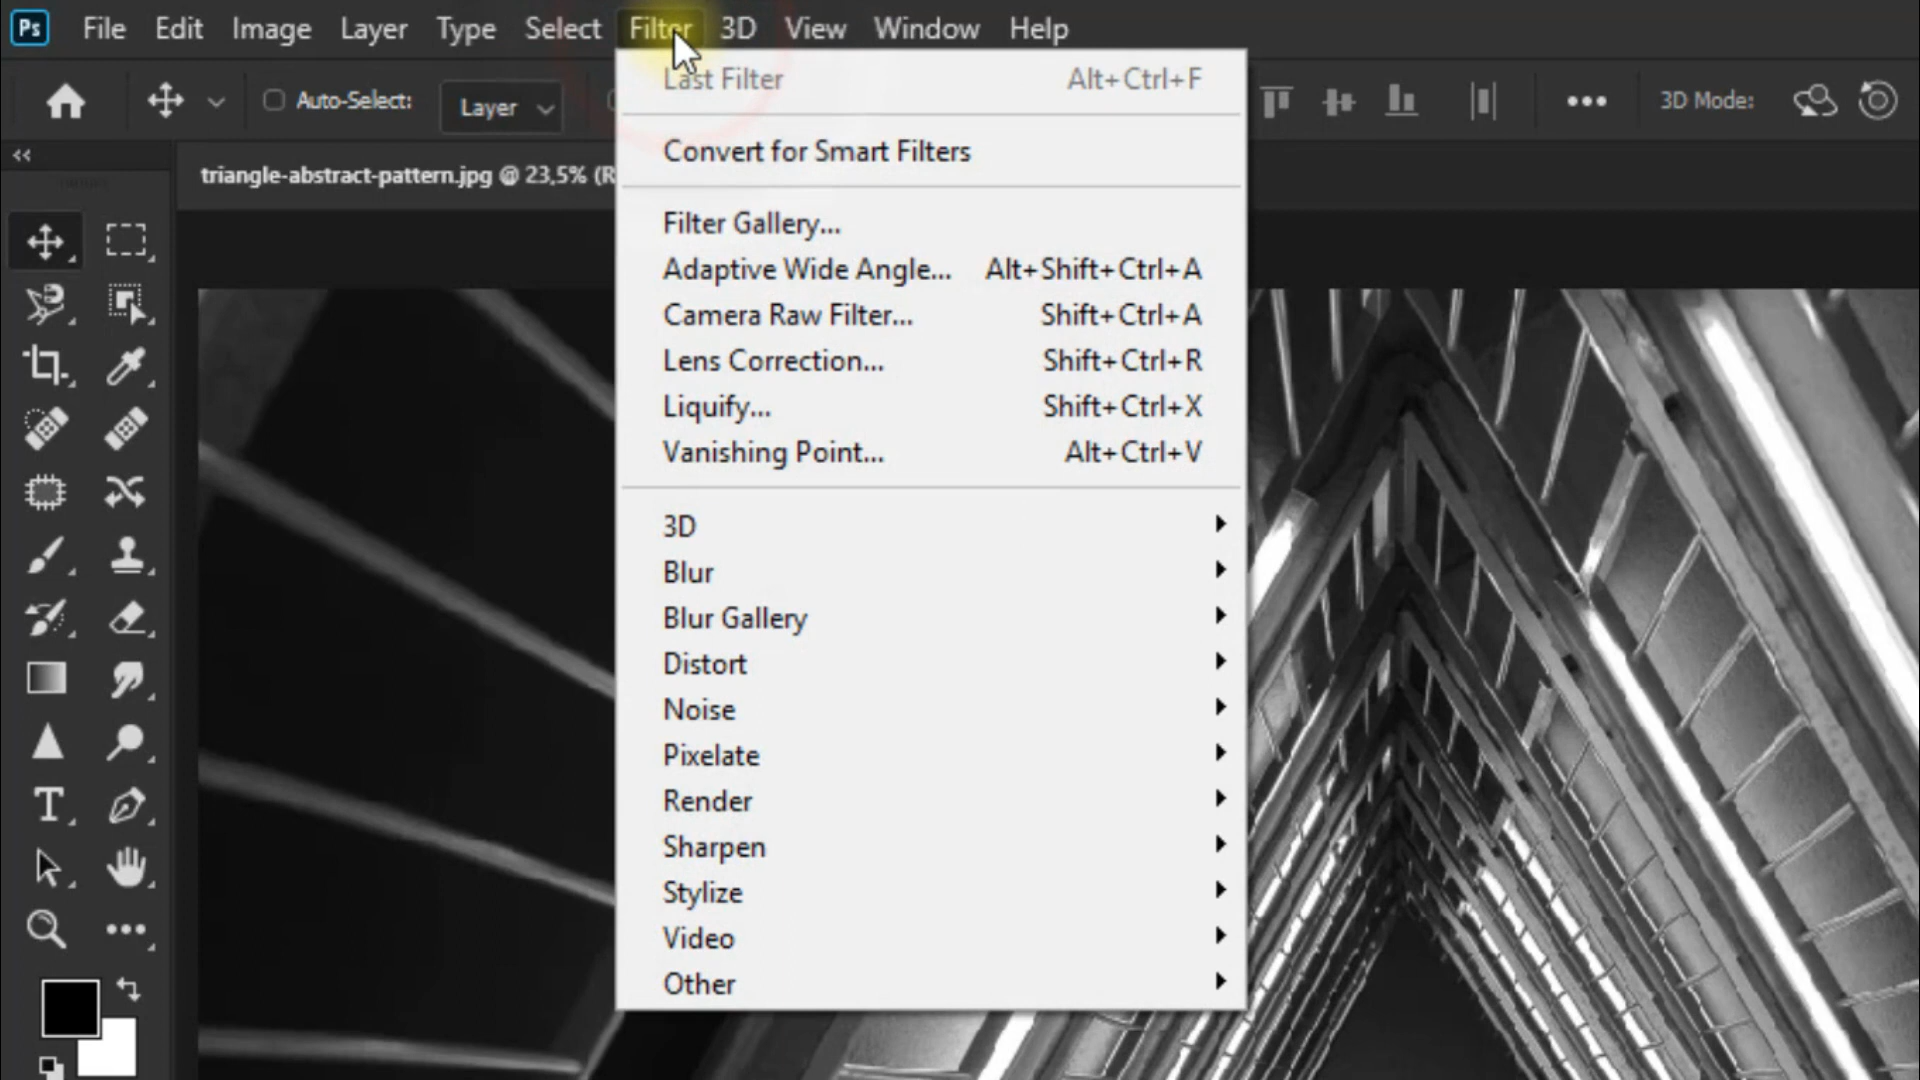 Ps File Edit Image Layer Type Select Filter 3D View Window Help
Auto-Select: Layer 3D Mode:
triangle-abstract-pattern.jpg @ 23,5% (R
Last Filter Alt+Ctrl+F
Convert for Smart Filters
Filter Gallery...
Adaptive Wide Angle... Alt+Shift+Ctrl+A
Camera Raw Filter... Shift+Ctrl+A
Lens Correction... Shift+Ctrl+R
Liquify... Shift+Ctrl+X
Vanishing Point... Alt+Ctrl+V
3D
Blur
Blur Gallery
Distort
Noise
Pixelate
Render
Sharpen
Stylize
Video
Other